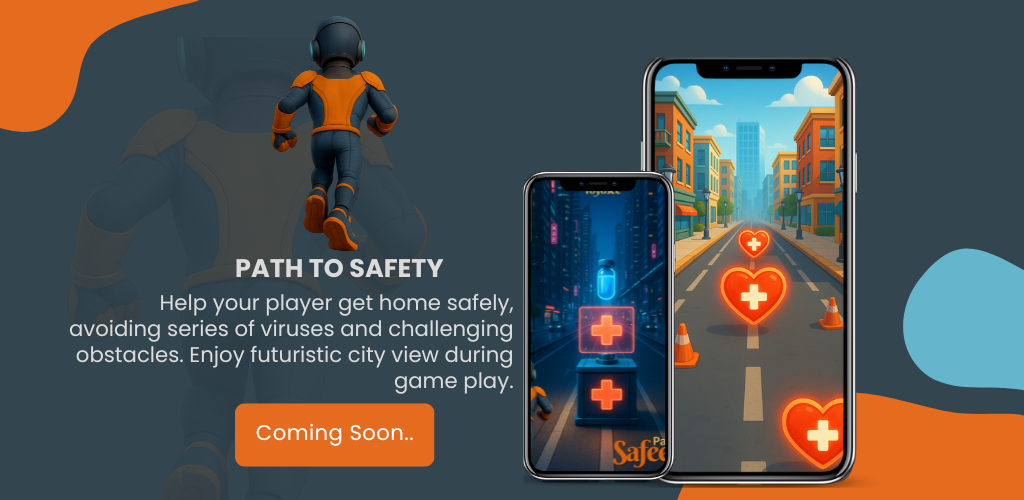 PATH TO SAFETY
Help your player get home safely,
avoiding series of viruses and challenging
obstacles. Enjoy futuristic city view during
game play.
Coming Soon..
Pa
Safe